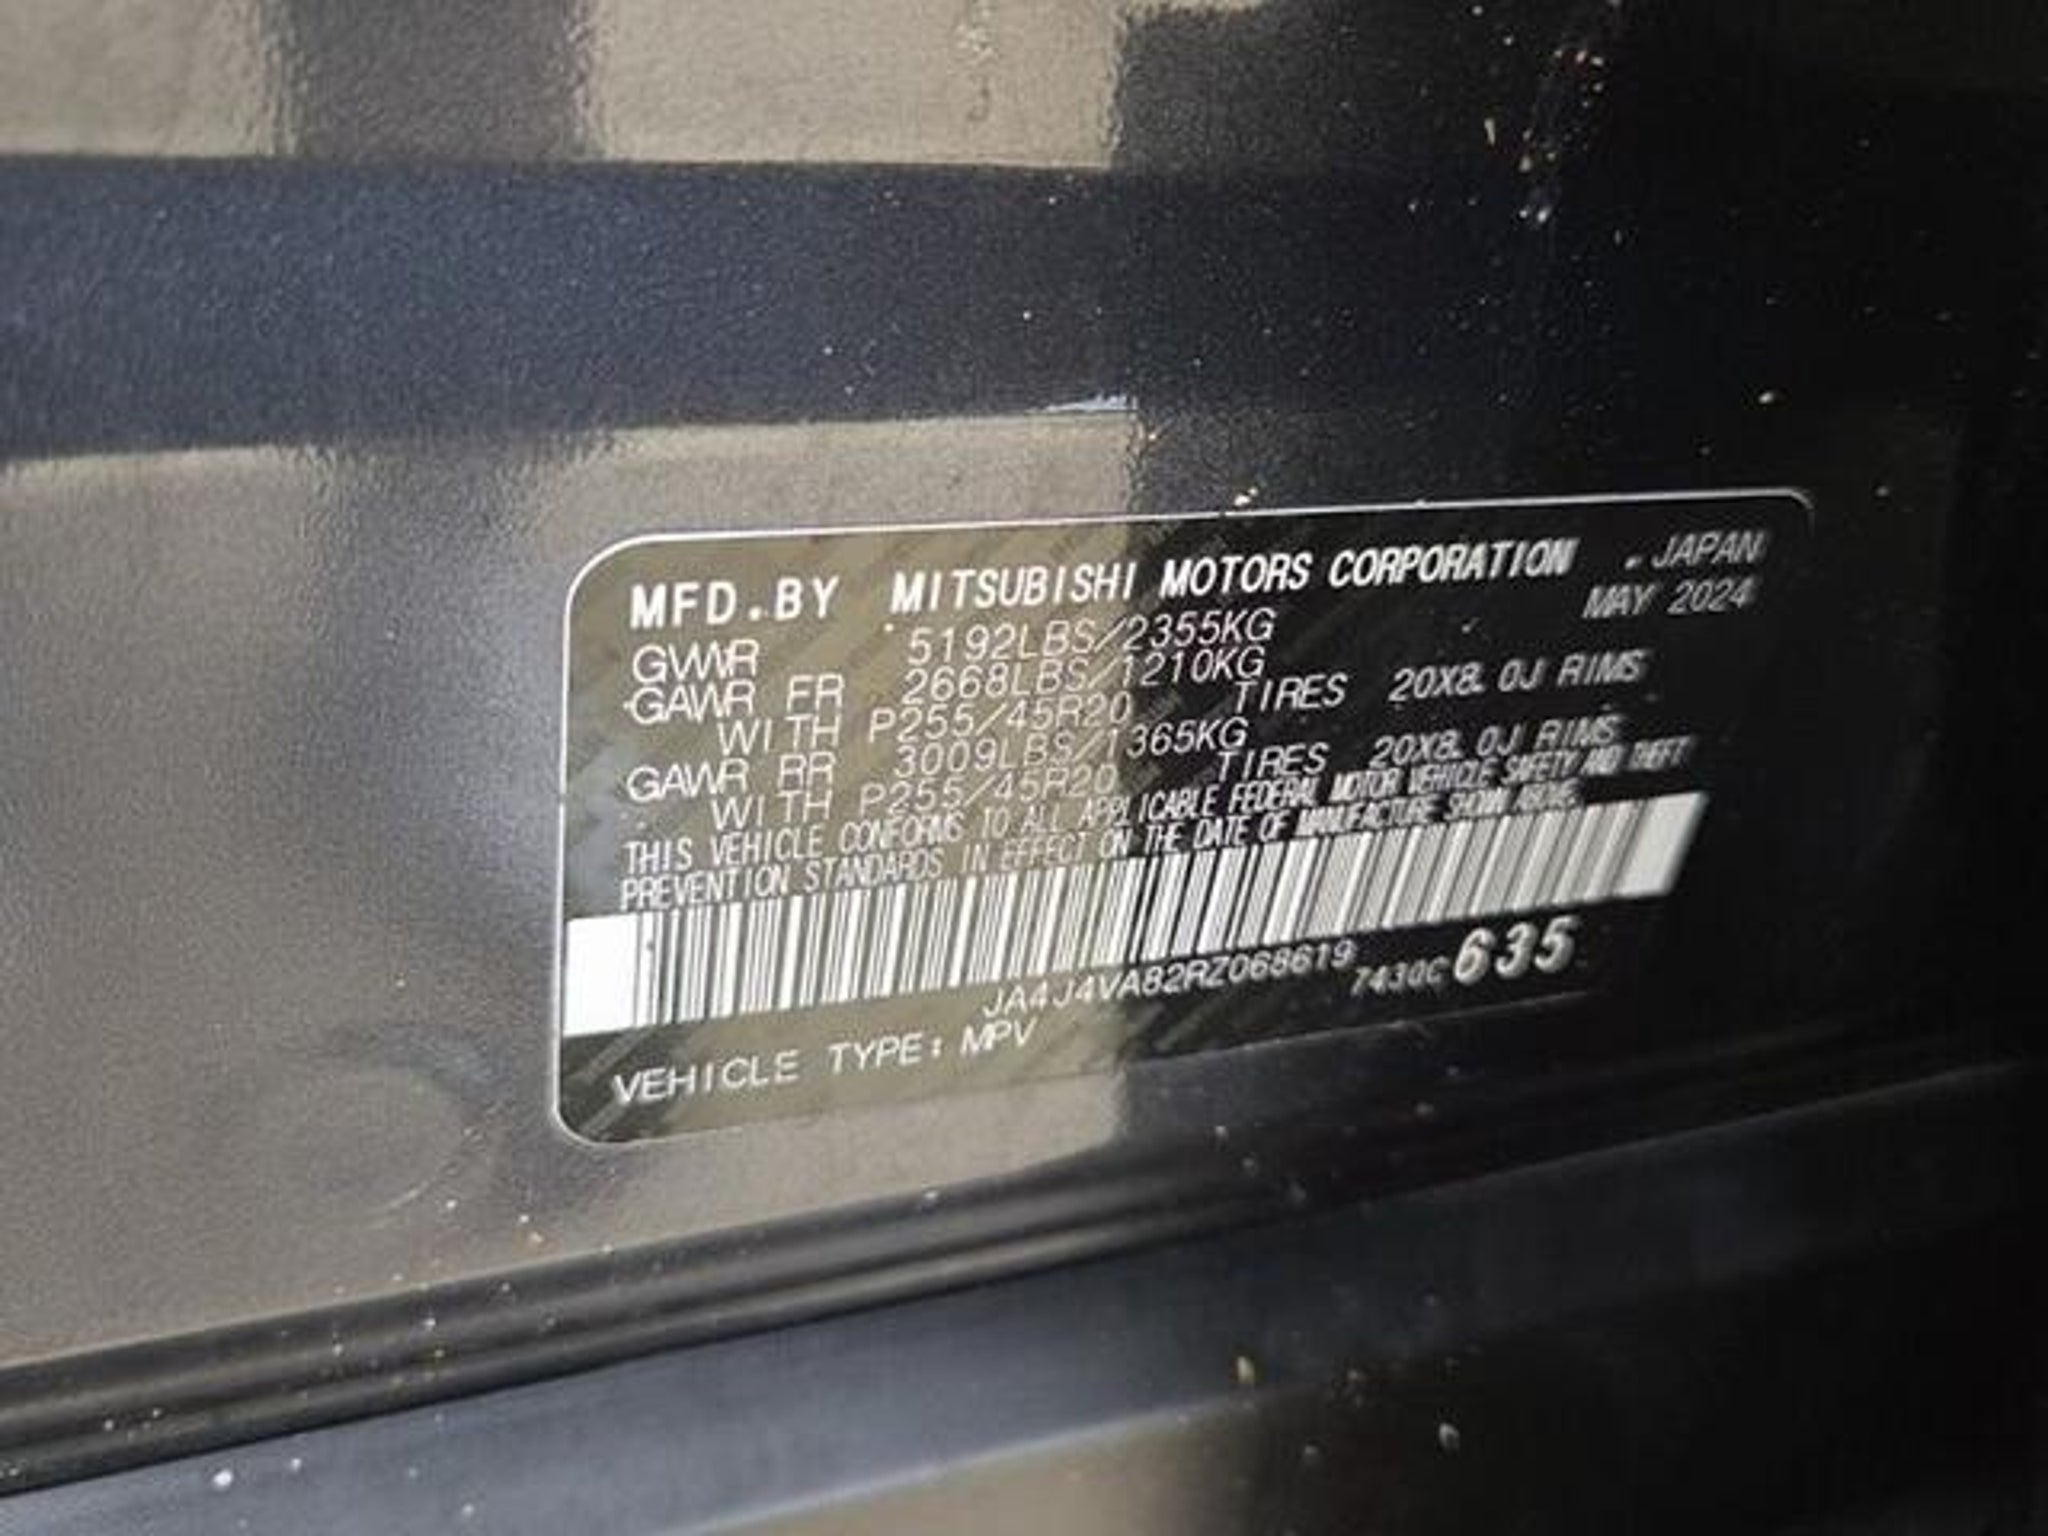 MFD.BY MITSUBISHI MOTORS CORPORATION . JAPAN
MAY 2024
GVWR 5192LBS/2355KG
GAWR FR 2668LBS/1210KG
WITH P255/45R20 TIRES 20X8.0J RIMS
GAWR RR 3009LBS/1365KG
WITH P255/45R20 TIRES 20X8.0J RIMS
THIS VEHICLE CONFORMS TO ALL APPLICABLE FEDERAL MOTOR VEHICLE SAFETY AND THEFT
PREVENTION STANDARDS IN EFFECT ON THE DATE OF MANUFACTURE SHOWN ABOVE.
JA4J4VA82RZ068619 7430C 635
VEHICLE TYPE: MPV